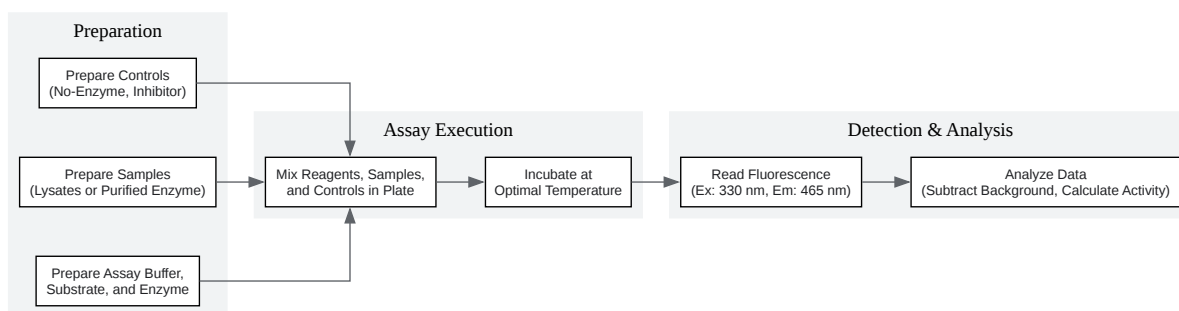 Preparation
Prepare Controls
(No-Enzyme, Inhibitor)
Prepare Samples
(Lysates or Purified Enzyme)
Prepare Assay Buffer,
Substrate, and Enzyme
Assay Execution
Mix Reagents, Samples,
and Controls in Plate
Incubate at
Optimal Temperature
Detection & Analysis
Read Fluorescence
(Ex: 330 nm, Em: 465 nm)
Analyze Data
(Subtract Background, Calculate Activity)